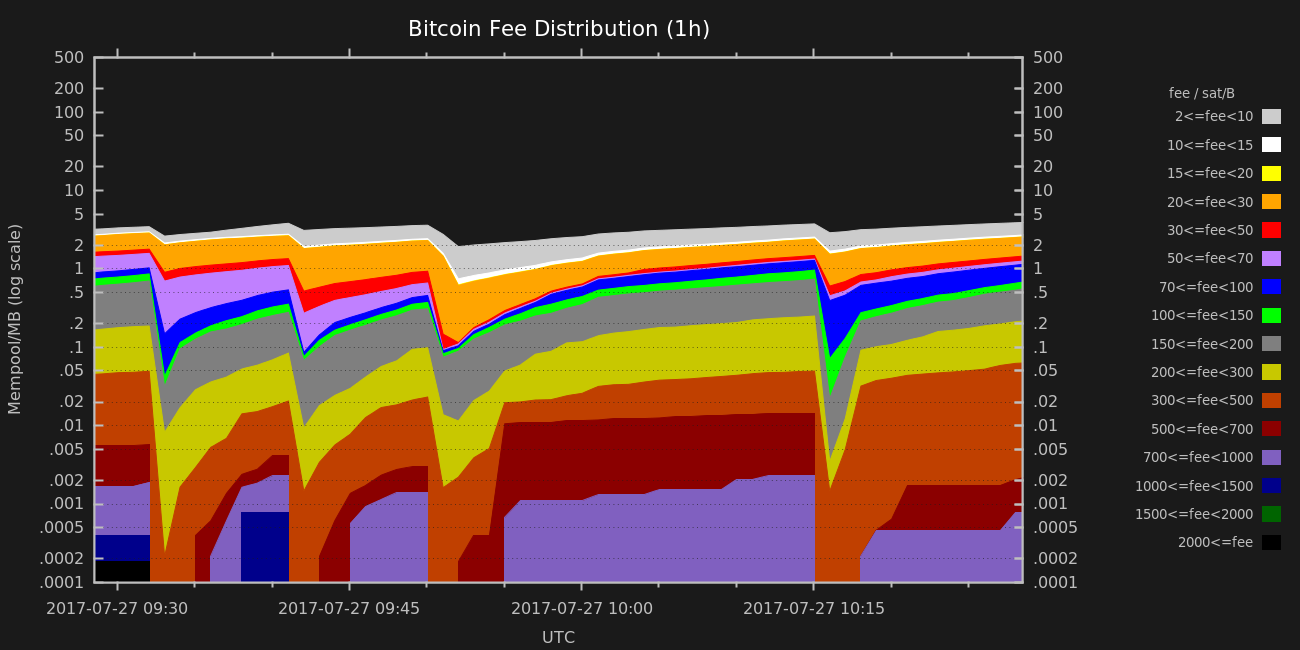 Bitcoin Fee Distribution (1h)
Mempool/MB (log scale)
500
200
100
50
20
10
5
2
1
.5
.2
.1
.05
.02
.01
.005
.002
.001
.0005
.0002
.0001
500
200
100
50
20
10
5
2
1
.5
.2
.1
.05
.02
.01
.005
.002
.001
.0005
.0002
.0001
2017-07-27 09:30 2017-07-27 09:45 2017-07-27 10:00 2017-07-27 10:15
UTC
fee / sat/B
2<=fee<10
10<=fee<15
15<=fee<20
20<=fee<30
30<=fee<50
50<=fee<70
70<=fee<100
100<=fee<150
150<=fee<200
200<=fee<300
300<=fee<500
500<=fee<700
700<=fee<1000
1000<=fee<1500
1500<=fee<2000
2000<=fee